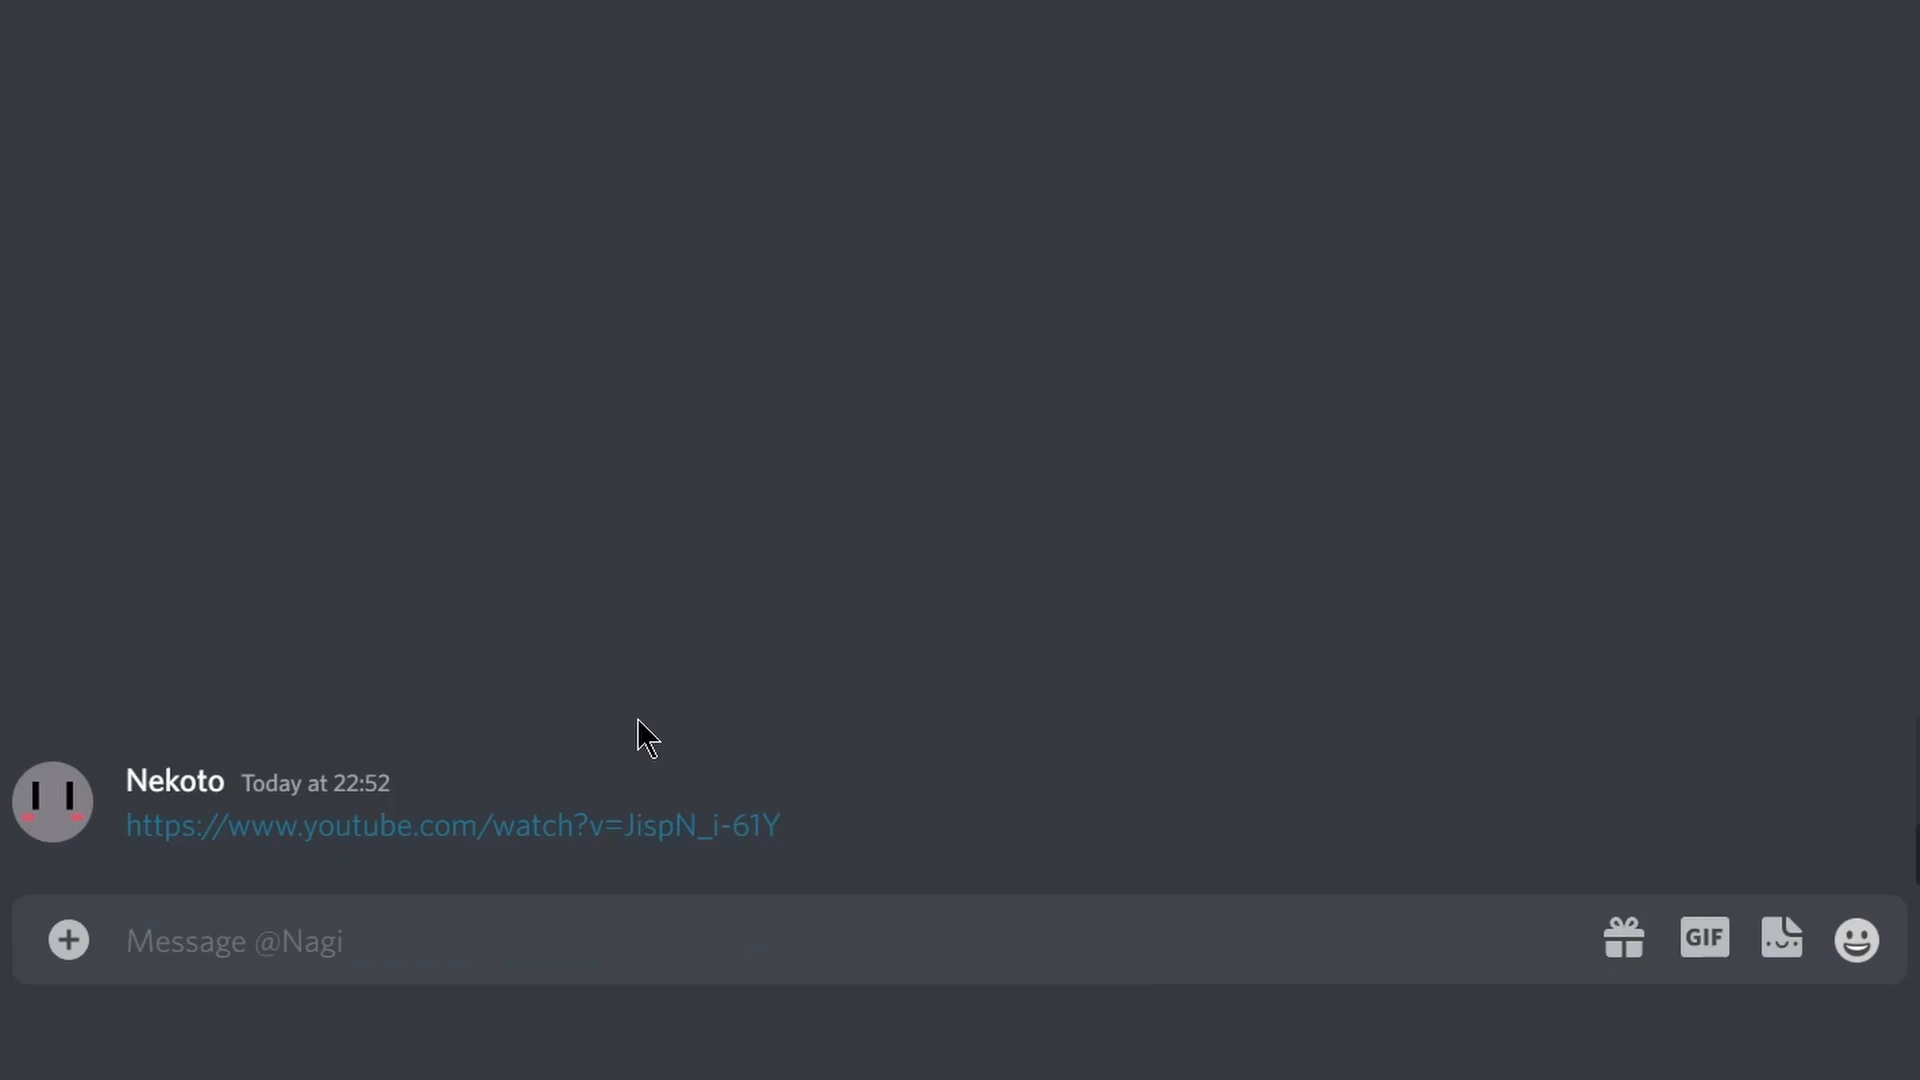 Nekoto Today at 22:52
https://www.youtube.com/watch?v=JispN_i-61Y
Message @Nagi
GIF